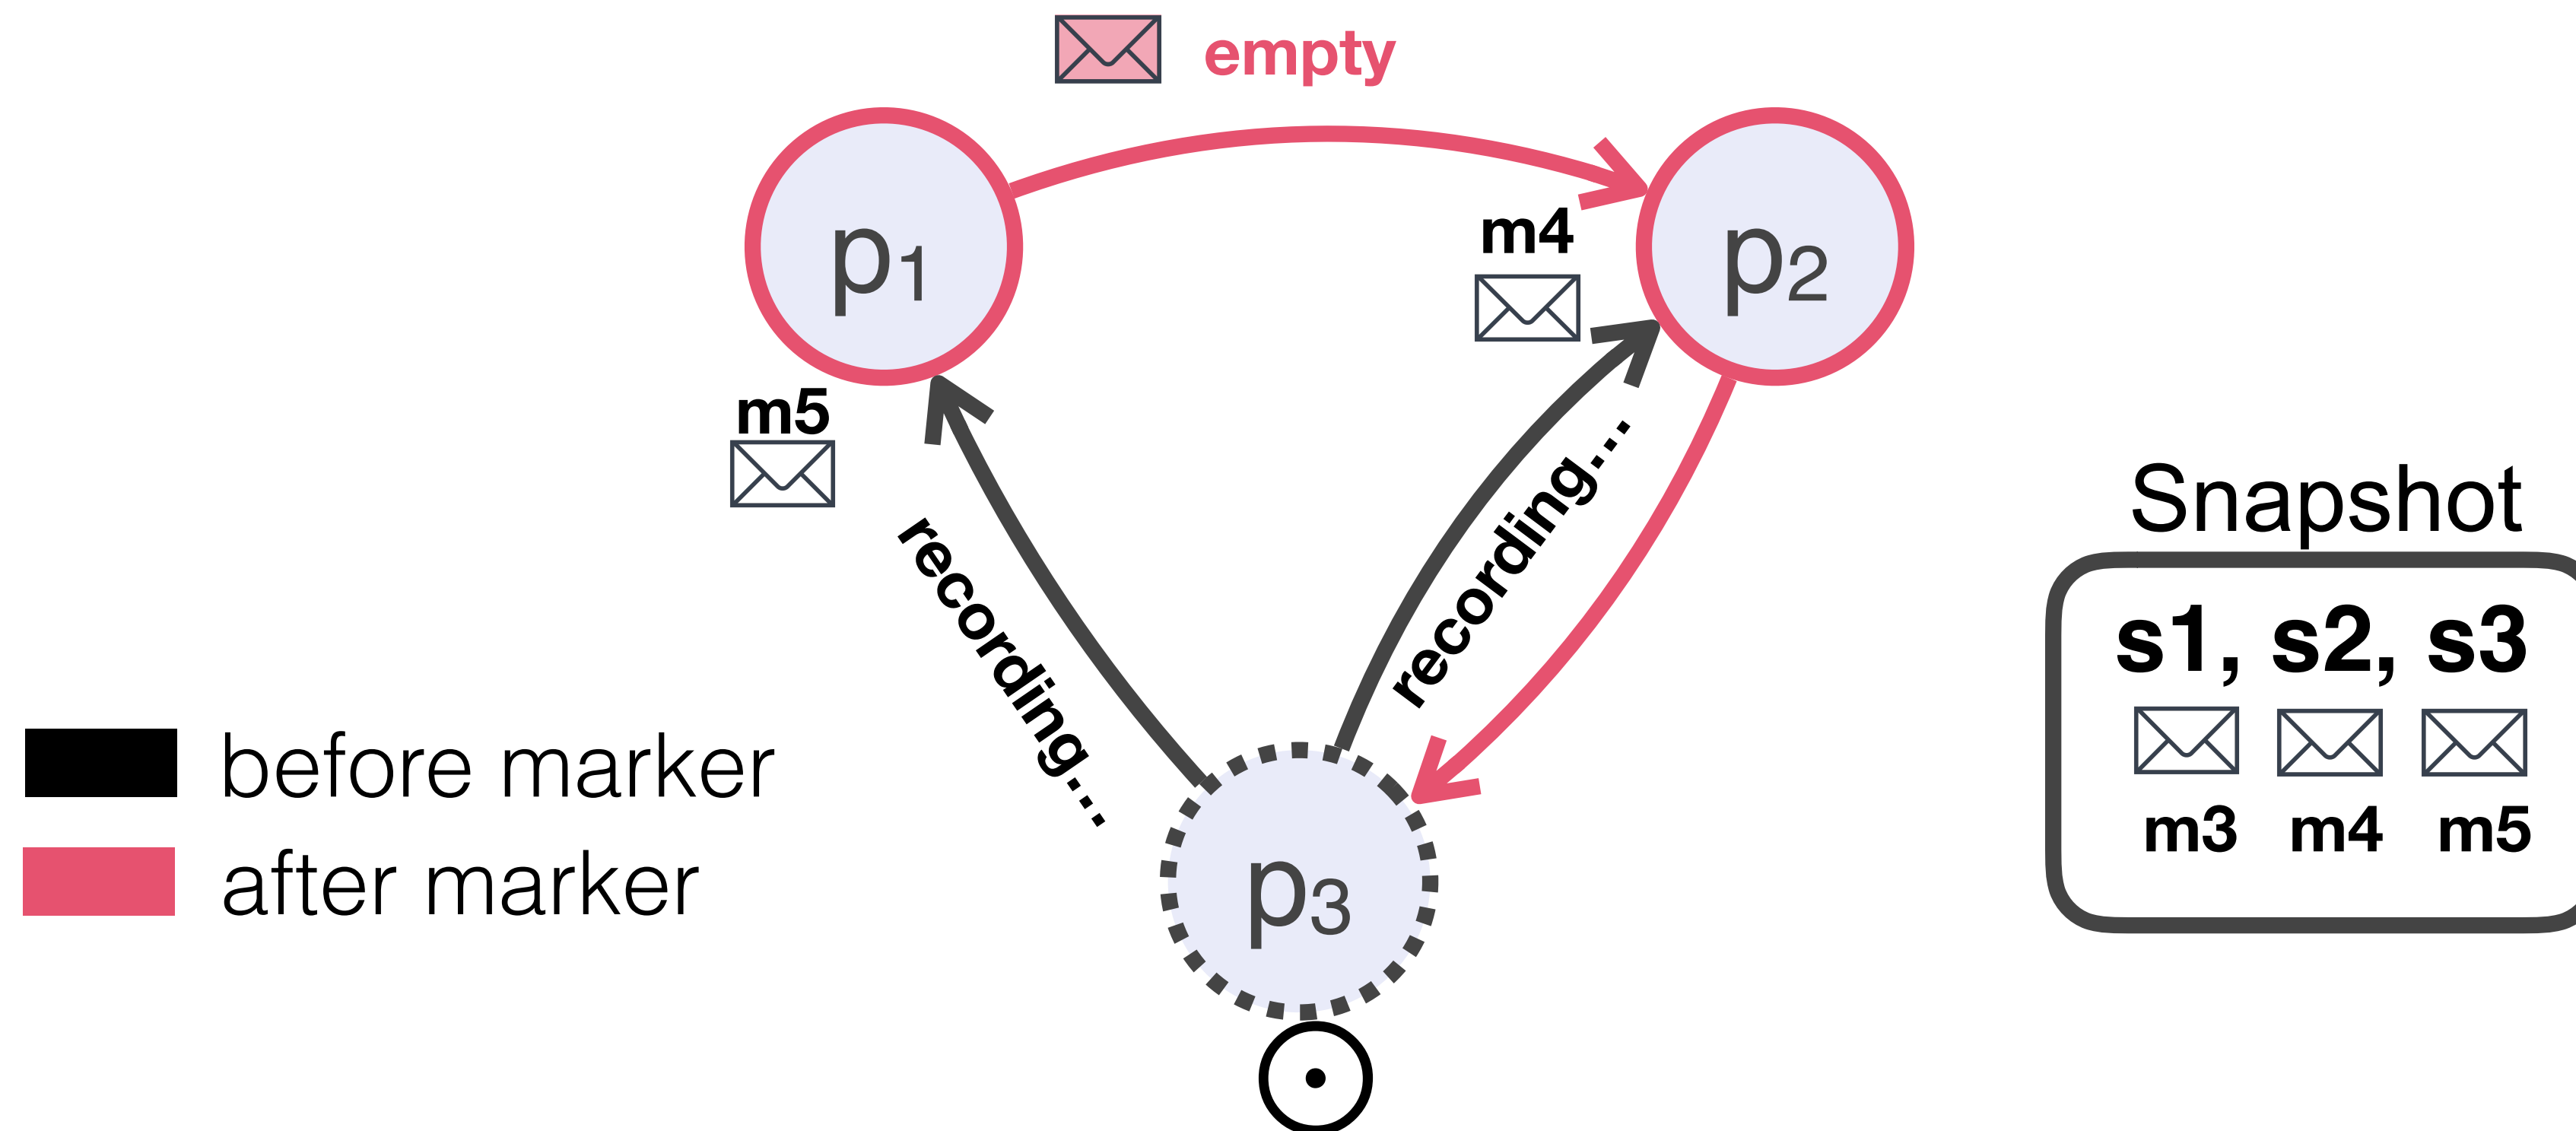 empty
p1
p2
m4
m5
recording...
recording...
p3
before marker
after marker
Snapshot
s1, s2, s3
m3 m4 m5